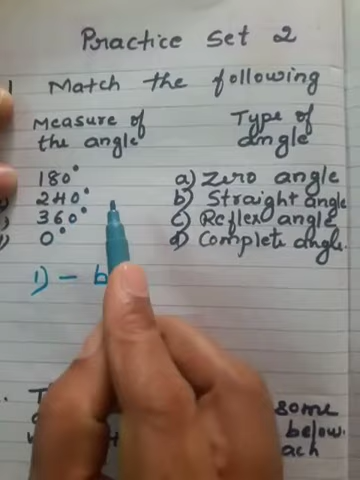 Practice Set 2
Match the following
Measure of the angle Type of angle
180° a) Zero angle
240° b) Straight angle
360° c) Reflex angle
0° d) Complete angle.
1) - b
some
below.
ach